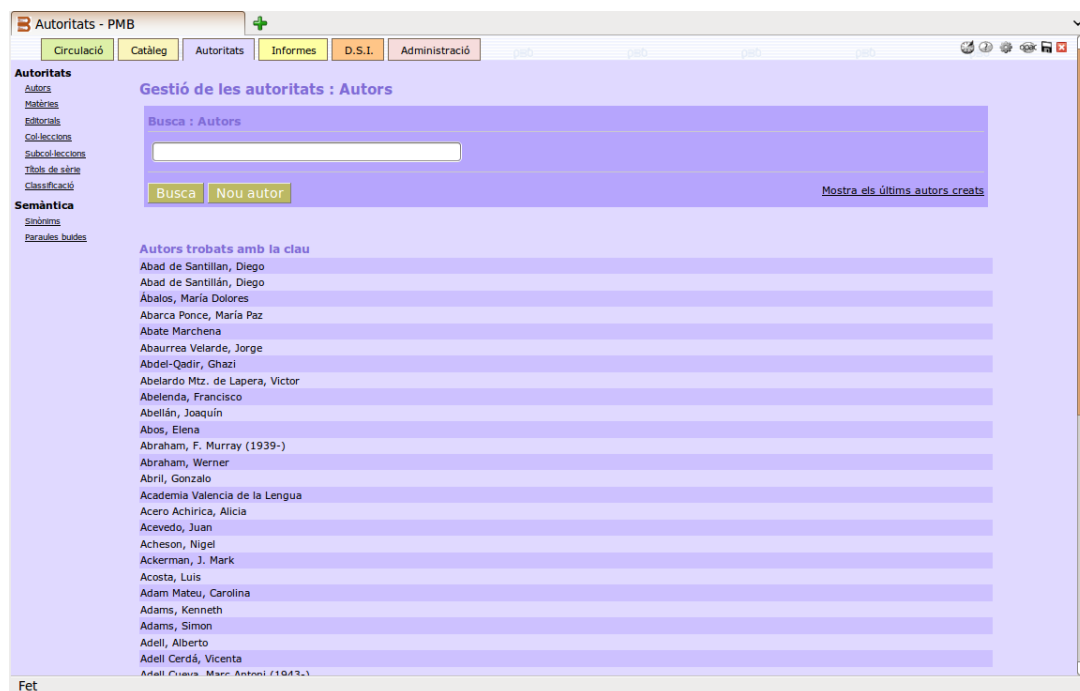 Autoritats - PMB
Circulació Catàleg Autoritats Informes D.S.I. Administració
Autoritats
Autors
Matèries
Editorials
Col·leccions
Subcol·leccions
Títols de sèrie
Classificació
Semàntica
Sinònims
Paraules buides
Gestió de les autoritats : Autors
Busca : Autors
Busca Nou autor Mostra els últims autors creats
Autors trobats amb la clau
Abad de Santillan, Diego
Abad de Santillán, Diego
Ábalos, María Dolores
Abarca Ponce, María Paz
Abate Marchena
Abaurrea Velarde, Jorge
Abdel-Qadir, Ghazi
Abelardo Mtz. de Lapera, Victor
Abelenda, Francisco
Abellán, Joaquín
Abos, Elena
Abraham, F. Murray (1939-)
Abraham, Werner
Abril, Gonzalo
Academia Valencia de la Lengua
Acero Achirica, Alicia
Acevedo, Juan
Acheson, Nigel
Ackerman, J. Mark
Acosta, Luis
Adam Mateu, Carolina
Adams, Kenneth
Adams, Simon
Adell, Alberto
Adell Cerdá, Vicenta
Adell Cueva, Marc Antoni (1943-)
Fet